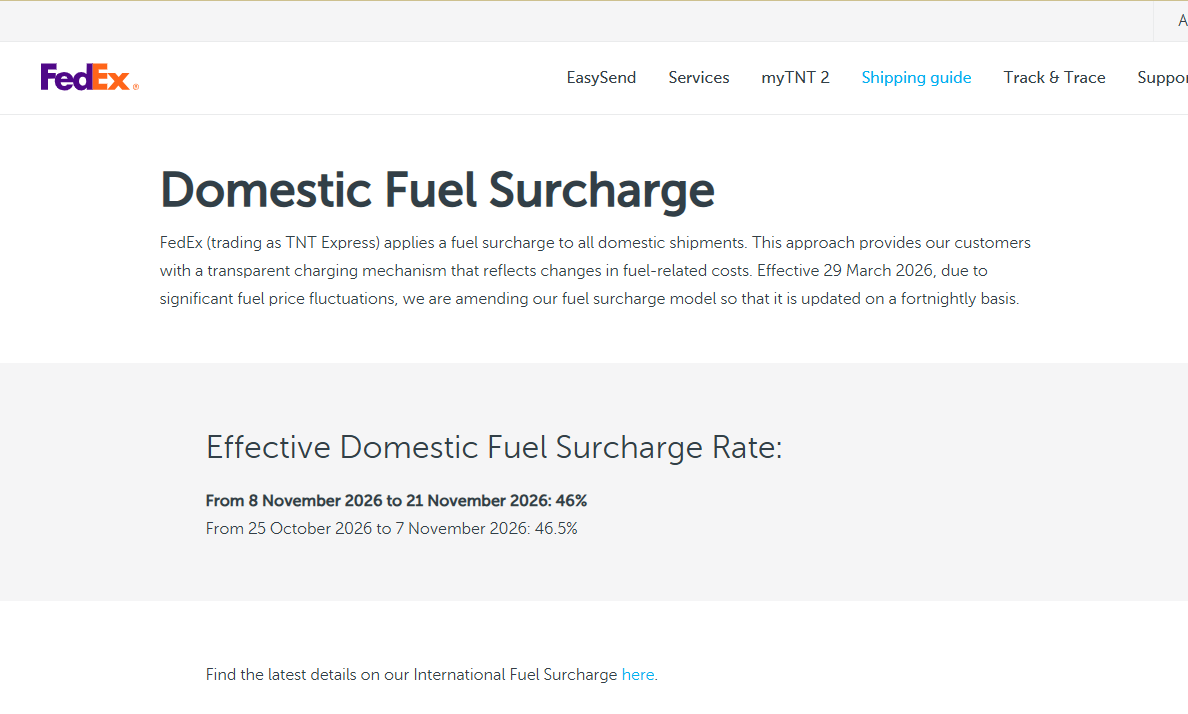 A
FedEx®
EasySend Services myTNT 2 Shipping guide Track & Trace Suppor
Domestic Fuel Surcharge
FedEx (trading as TNT Express) applies a fuel surcharge to all domestic shipments. This approach provides our customers
with a transparent charging mechanism that reflects changes in fuel-related costs. Effective 29 March 2026, due to
significant fuel price fluctuations, we are amending our fuel surcharge model so that it is updated on a fortnightly basis.
Effective Domestic Fuel Surcharge Rate:
From 8 November 2026 to 21 November 2026: 46%
From 25 October 2026 to 7 November 2026: 46.5%
Find the latest details on our International Fuel Surcharge here.